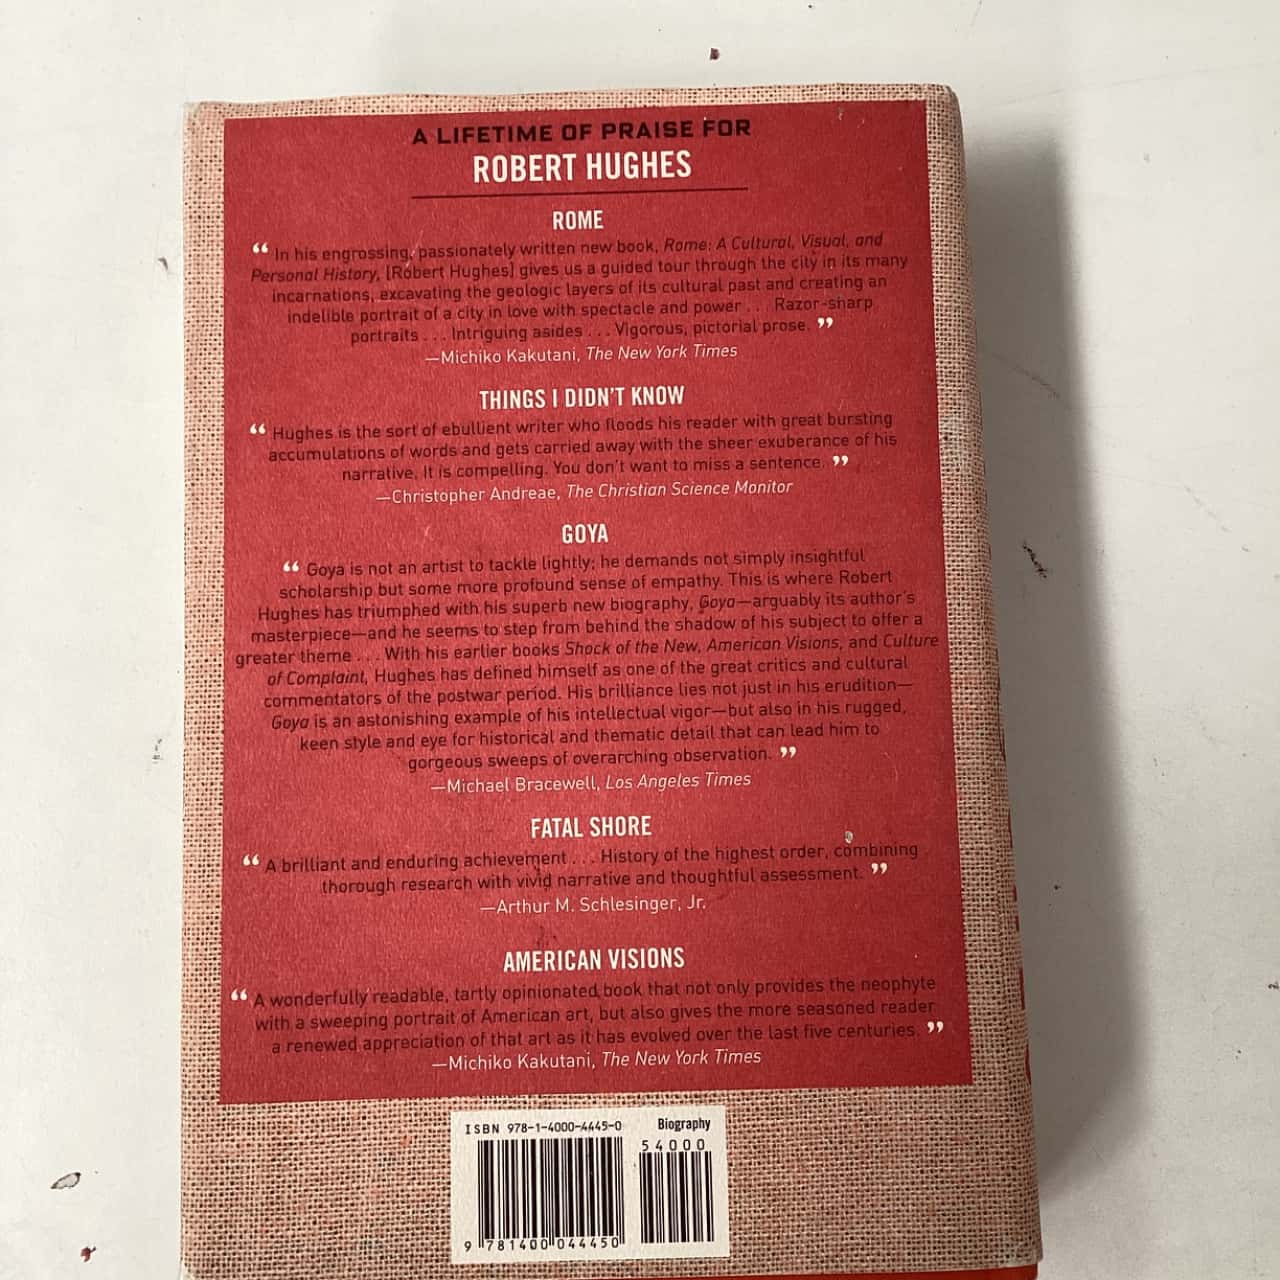 A LIFETIME OF PRAISE FOR
ROBERT HUGHES
ROME
“ In his engrossing, passionately written new book, Rome: A Cultural, Visual, and
Personal History, [Robert Hughes] gives us a guided tour through the city in its many
incarnations, excavating the geologic layers of its cultural past and creating an
indelible portrait of a city in love with spectacle and power . . . Razor-sharp
portraits . . . Intriguing asides . . . Vigorous, pictorial prose. ”
—Michiko Kakutani, The New York Times
THINGS I DIDN'T KNOW
“ Hughes is the sort of ebullient writer who floods his reader with great bursting
accumulations of words and gets carried away with the sheer exuberance of his
narrative. It is compelling. You don't want to miss a sentence. ”
—Christopher Andreae, The Christian Science Monitor
GOYA
“ Goya is not an artist to tackle lightly; he demands not simply insightful
scholarship but some more profound sense of empathy. This is where Robert
Hughes has triumphed with his superb new biography, Goya—arguably its author's
masterpiece—and he seems to step from behind the shadow of his subject to offer a
greater theme . . . With his earlier books Shock of the New, American Visions, and Culture
of Complaint, Hughes has defined himself as one of the great critics and cultural
commentators of the postwar period. His brilliance lies not just in his erudition—
Goya is an astonishing example of his intellectual vigor—but also in his rugged,
keen style and eye for historical and thematic detail that can lead him to
gorgeous sweeps of overarching observation. ”
—Michael Bracewell, Los Angeles Times
FATAL SHORE
“ A brilliant and enduring achievement . . . History of the highest order, combining
thorough research with vivid narrative and thoughtful assessment. ”
—Arthur M. Schlesinger, Jr.
AMERICAN VISIONS
“ A wonderfully readable, tartly opinionated book that not only provides the neophyte
with a sweeping portrait of American art, but also gives the more seasoned reader
a renewed appreciation of that art as it has evolved over the last five centuries. ”
—Michiko Kakutani, The New York Times
ISBN 978-1-4000-4445-0 Biography
54000
9 781400 044450